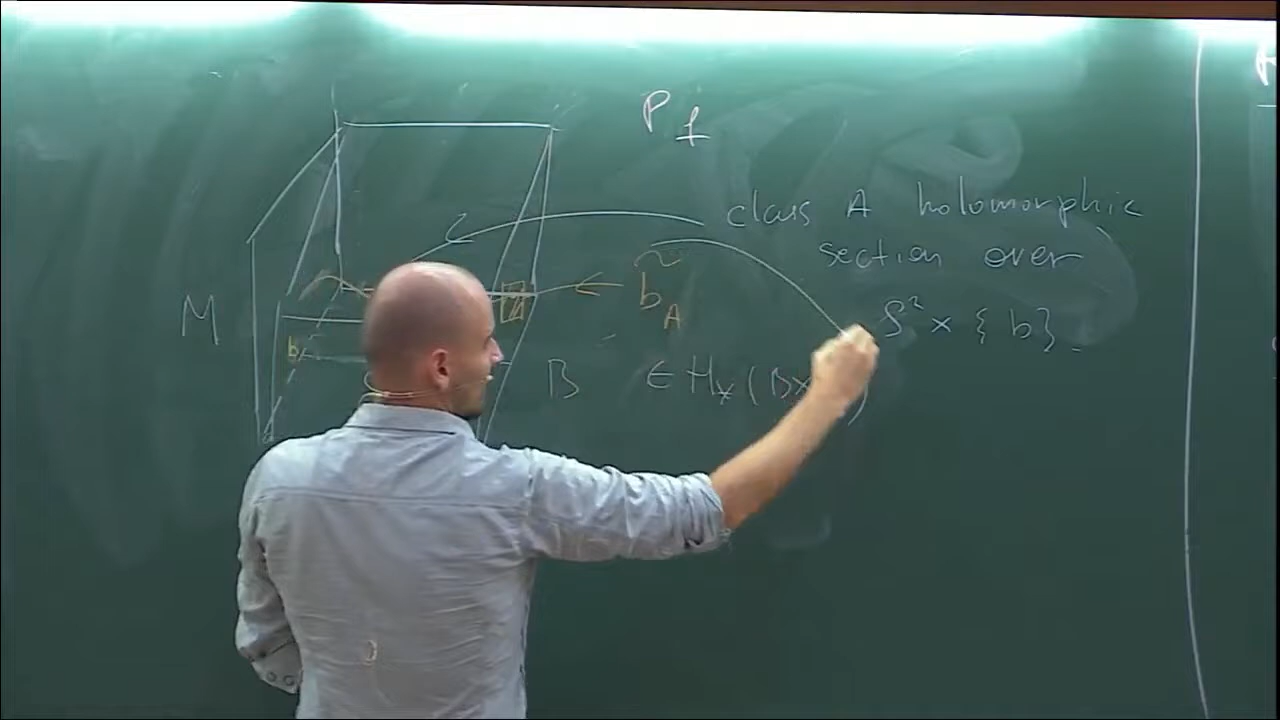 P_f
class A holomorphic
section over
S² × { b }.
M
b̃_A
b
B ∈ H_* ( B ×